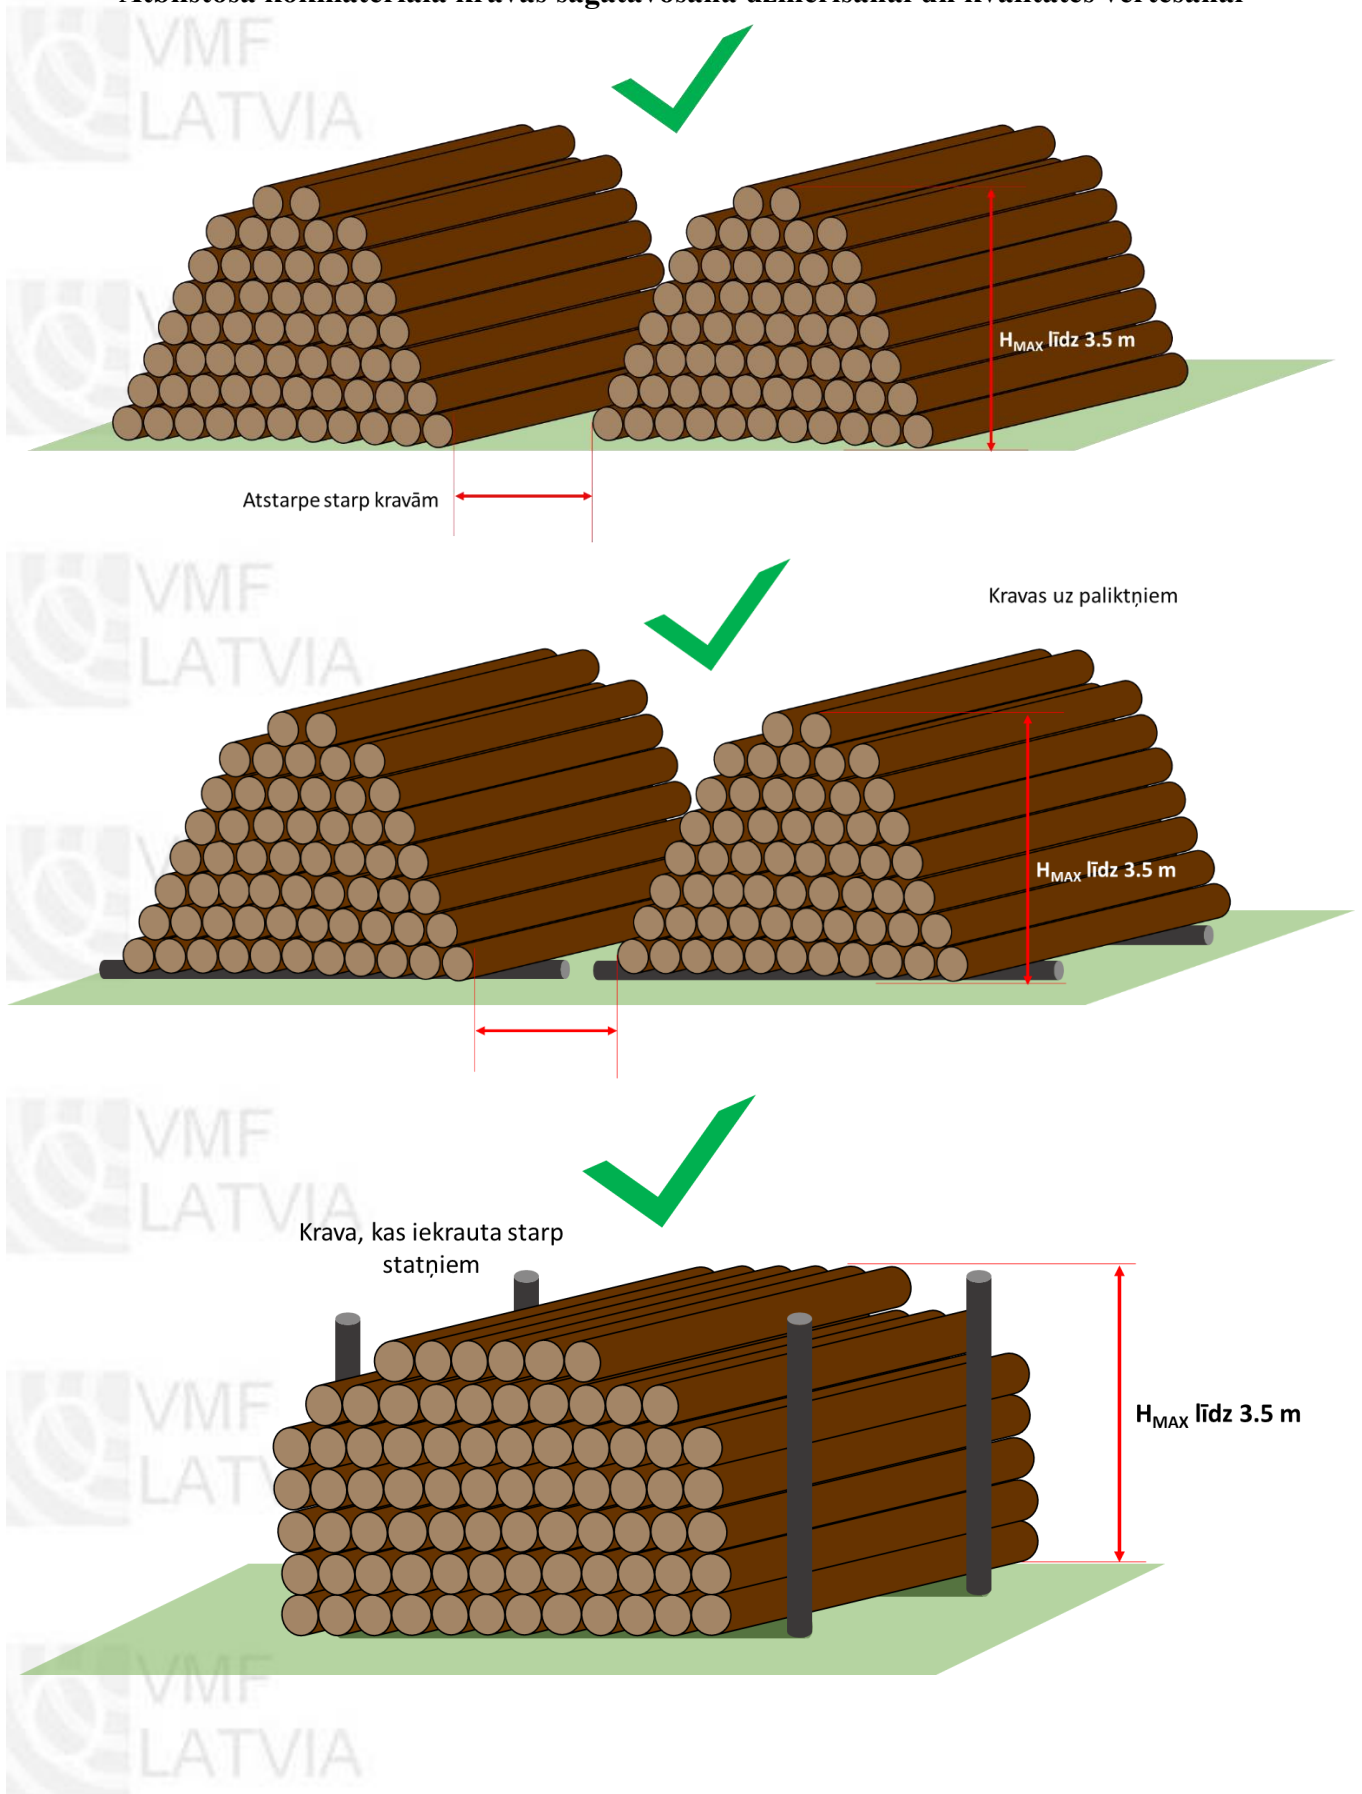 Atbilstoša kokmateriālu kravas sagatavošana uzmērīšanai un kvalitātes vērtēšanai
VMF
LATVIA
HMAX līdz 3.5 m
Atstarpe starp kravām
VMF
LATVIA
Kravas uz paliktņiem
HMAX līdz 3.5 m
VMF
LATVIA
Krava, kas iekrauta starp
statņiem
VMF
HMAX līdz 3.5 m
VMF
LATVIA